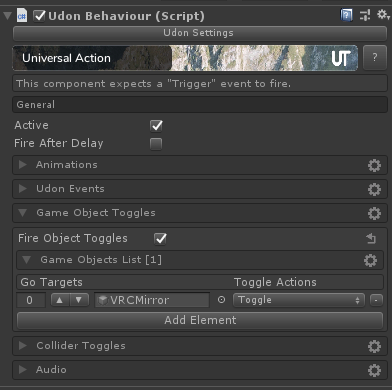 Udon Behaviour (Script)
Udon Settings
Universal Action
UT
?
This component expects a "Trigger" event to fire.
General
Active
Fire After Delay
Animations
Udon Events
Game Object Toggles
Fire Object Toggles
Game Objects List [1]
Go Targets Toggle Actions
0 VRCMirror Toggle -
Add Element
Collider Toggles
Audio